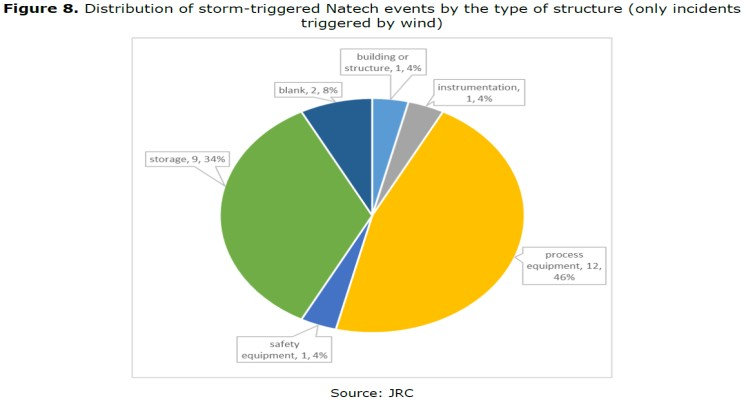 Figure 8. Distribution of storm-triggered Natech events by the type of structure (only incidents
triggered by wind)
building or
structure, 1, 4%
instrumentation,
1, 4%
blank, 2, 8%
storage, 9, 34%
process
equipment, 12,
46%
safety
equipment, 1, 4%
Source: JRC